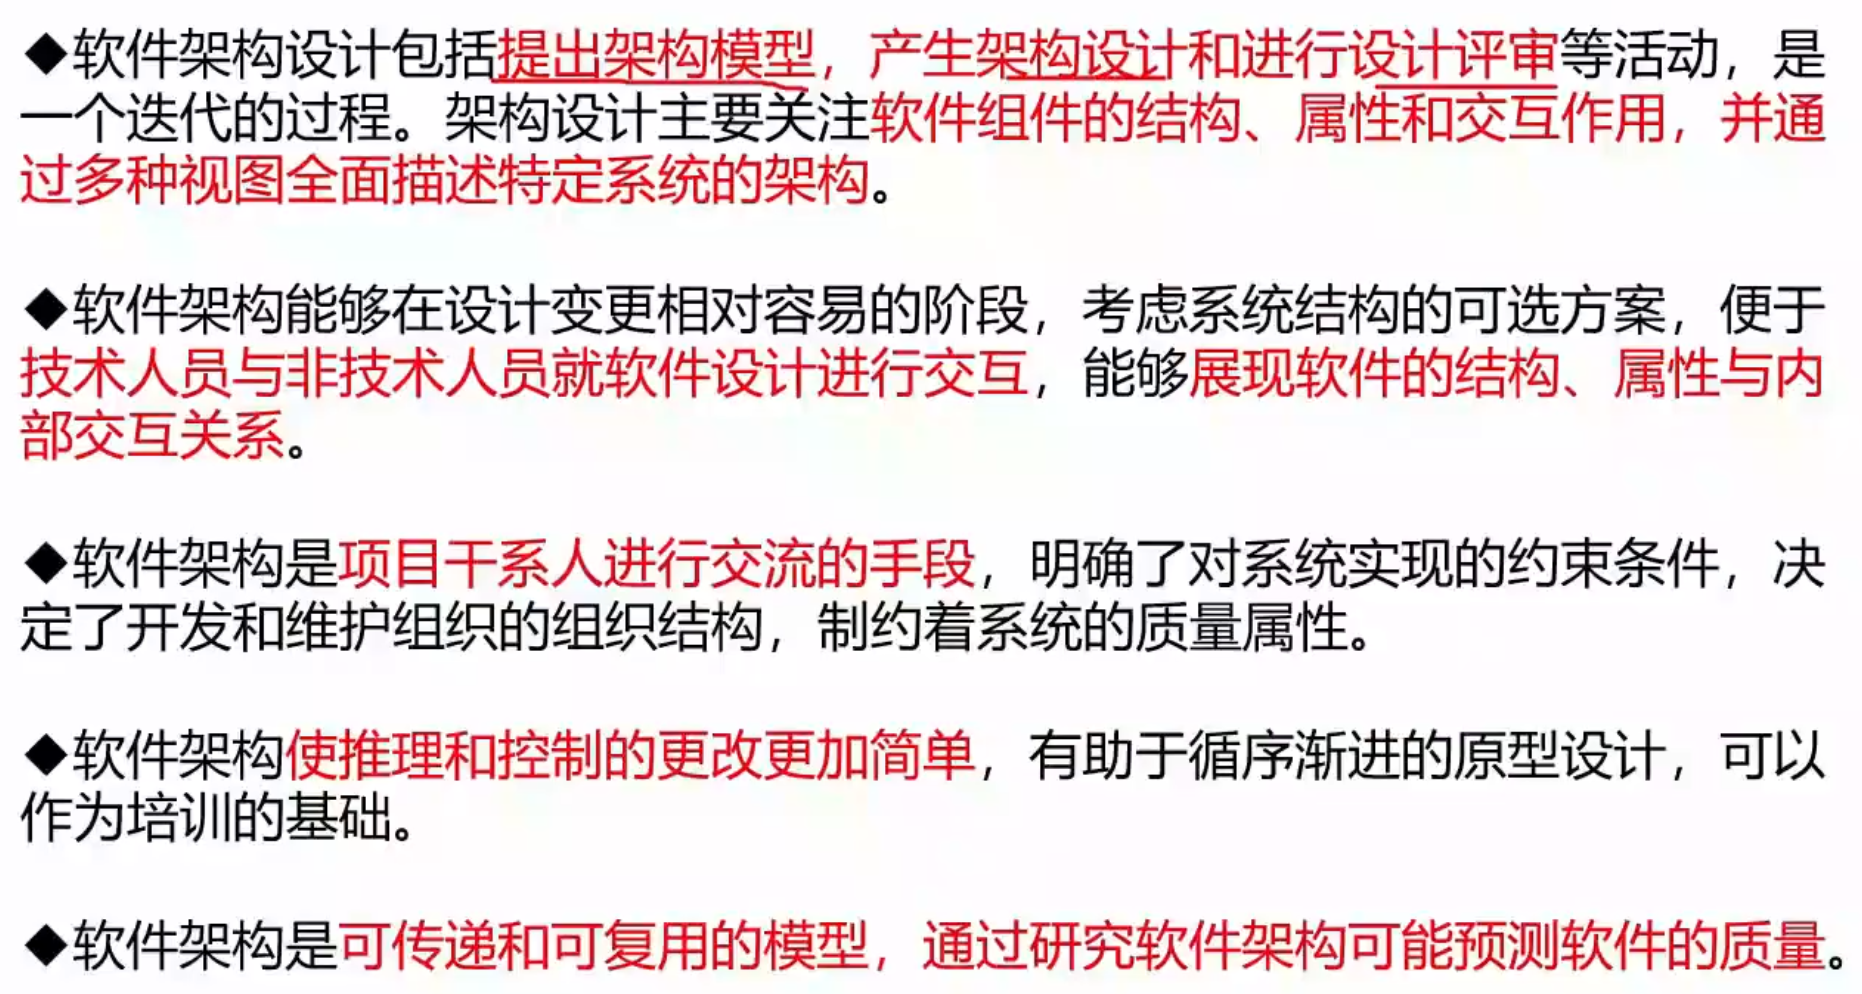 ◆软件架构设计包括提出架构模型，产生架构设计和进行设计评审等活动，是
一个迭代的过程。架构设计主要关注软件组件的结构、属性和交互作用，并通
过多种视图全面描述特定系统的架构。
◆软件架构能够在设计变更相对容易的阶段，考虑系统结构的可选方案，便于
技术人员与非技术人员就软件设计进行交互，能够展现软件的结构、属性与内
部交互关系。
◆软件架构是项目干系人进行交流的手段，明确了对系统实现的约束条件，决
定了开发和维护组织的组织结构，制约着系统的质量属性。
◆软件架构使推理和控制的更改更加简单，有助于循序渐进的原型设计，可以
作为培训的基础。
◆软件架构是可传递和可复用的模型，通过研究软件架构可能预测软件的质量。